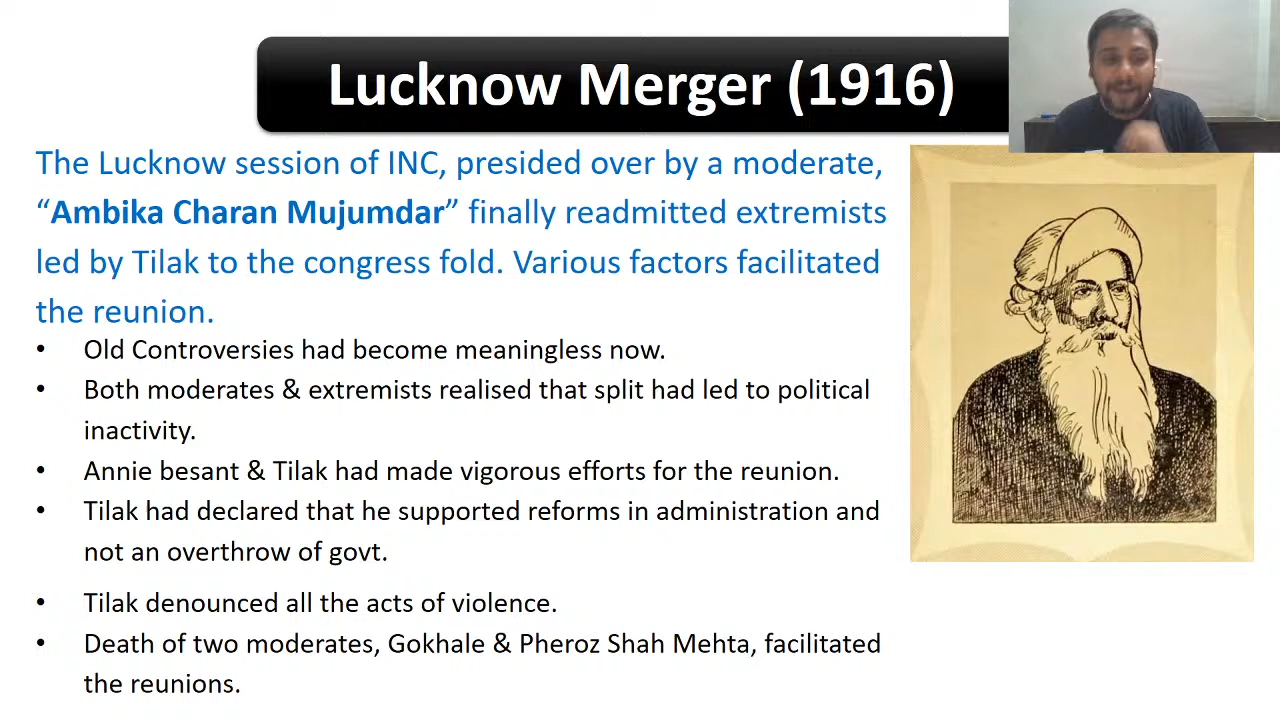 Lucknow Merger (1916)
The Lucknow session of INC, presided over by a moderate,
“Ambika Charan Mujumdar” finally readmitted extremists
led by Tilak to the congress fold. Various factors facilitated
the reunion.
• Old Controversies had become meaningless now.
• Both moderates & extremists realised that split had led to political
inactivity.
• Annie besant & Tilak had made vigorous efforts for the reunion.
• Tilak had declared that he supported reforms in administration and
not an overthrow of govt.
• Tilak denounced all the acts of violence.
• Death of two moderates, Gokhale & Pheroz Shah Mehta, facilitated
the reunions.